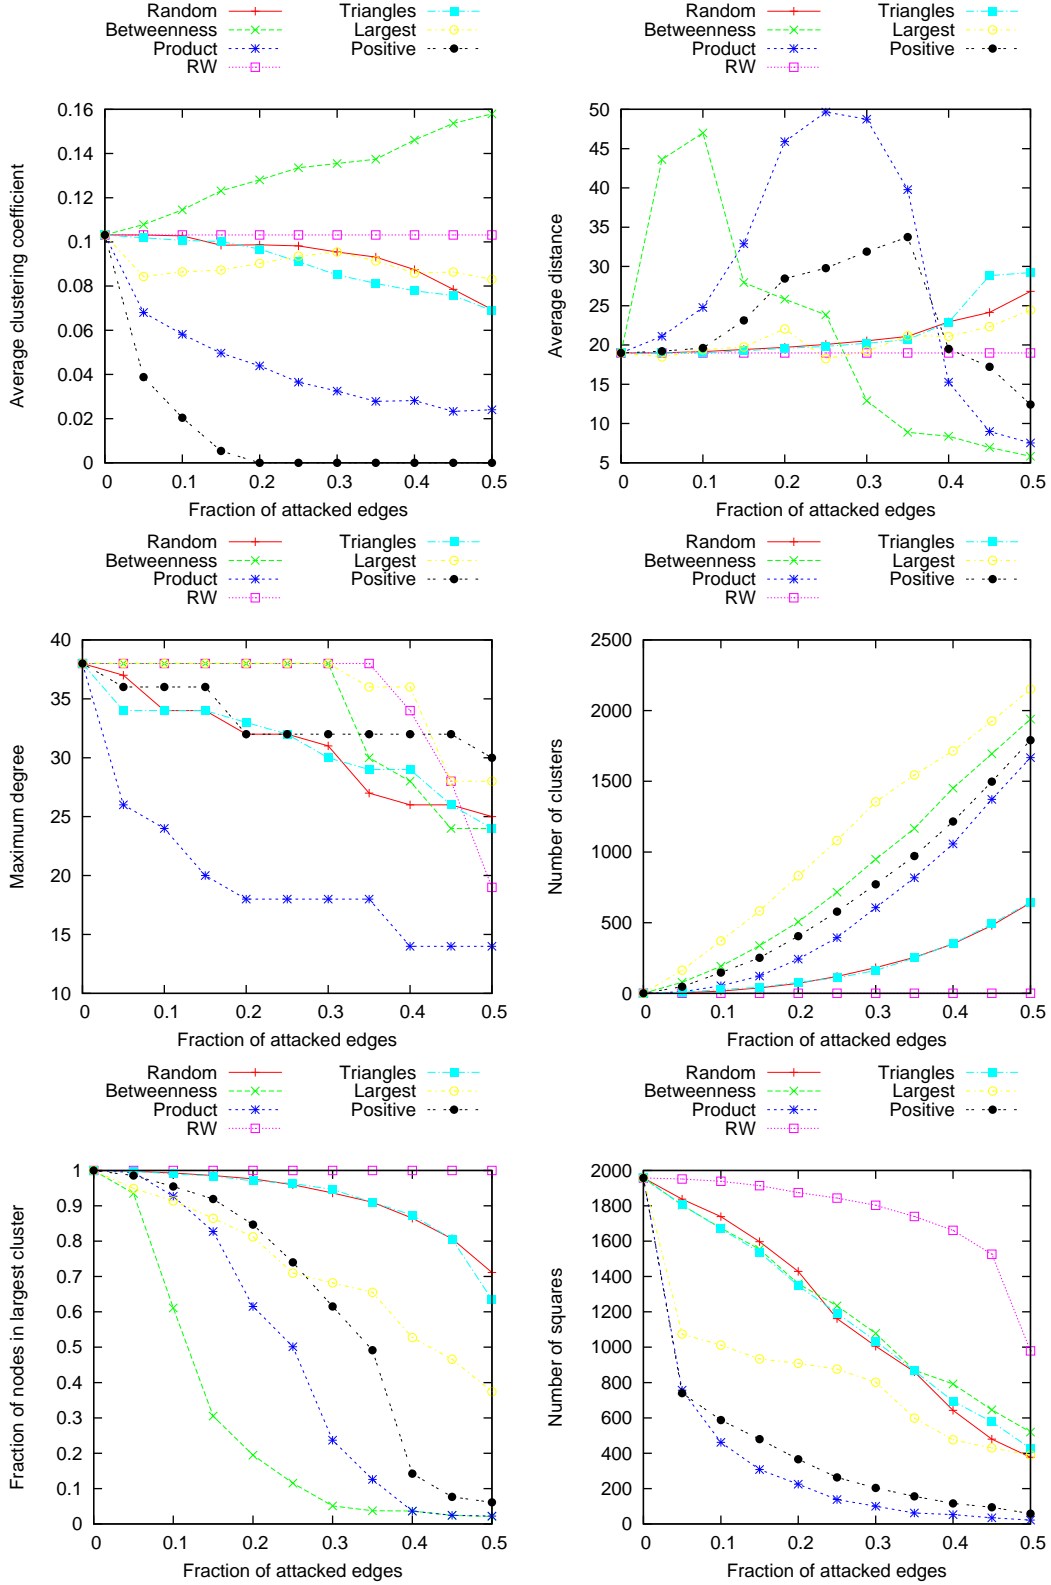 Random Triangles
Betweenness Largest
Product Positive
RW
0.16
0.14
0.12
0.1
0.08
0.06
0.04
0.02
0
0 0.1 0.2 0.3 0.4 0.5
Average clustering coefficient
Fraction of attacked edges
Random Triangles
Betweenness Largest
Product Positive
RW
50
45
40
35
30
25
20
15
10
5
0 0.1 0.2 0.3 0.4 0.5
Average distance
Fraction of attacked edges
Random Triangles
Betweenness Largest
Product Positive
RW
40
35
30
25
20
15
10
0 0.1 0.2 0.3 0.4 0.5
Maximum degree
Fraction of attacked edges
Random Triangles
Betweenness Largest
Product Positive
RW
2500
2000
1500
1000
500
0
0 0.1 0.2 0.3 0.4 0.5
Number of clusters
Fraction of attacked edges
Random Triangles
Betweenness Largest
Product Positive
RW
1
0.9
0.8
0.7
0.6
0.5
0.4
0.3
0.2
0.1
0
0 0.1 0.2 0.3 0.4 0.5
Fraction of nodes in largest cluster
Fraction of attacked edges
Random Triangles
Betweenness Largest
Product Positive
RW
2000
1800
1600
1400
1200
1000
800
600
400
200
0
0 0.1 0.2 0.3 0.4 0.5
Number of squares
Fraction of attacked edges